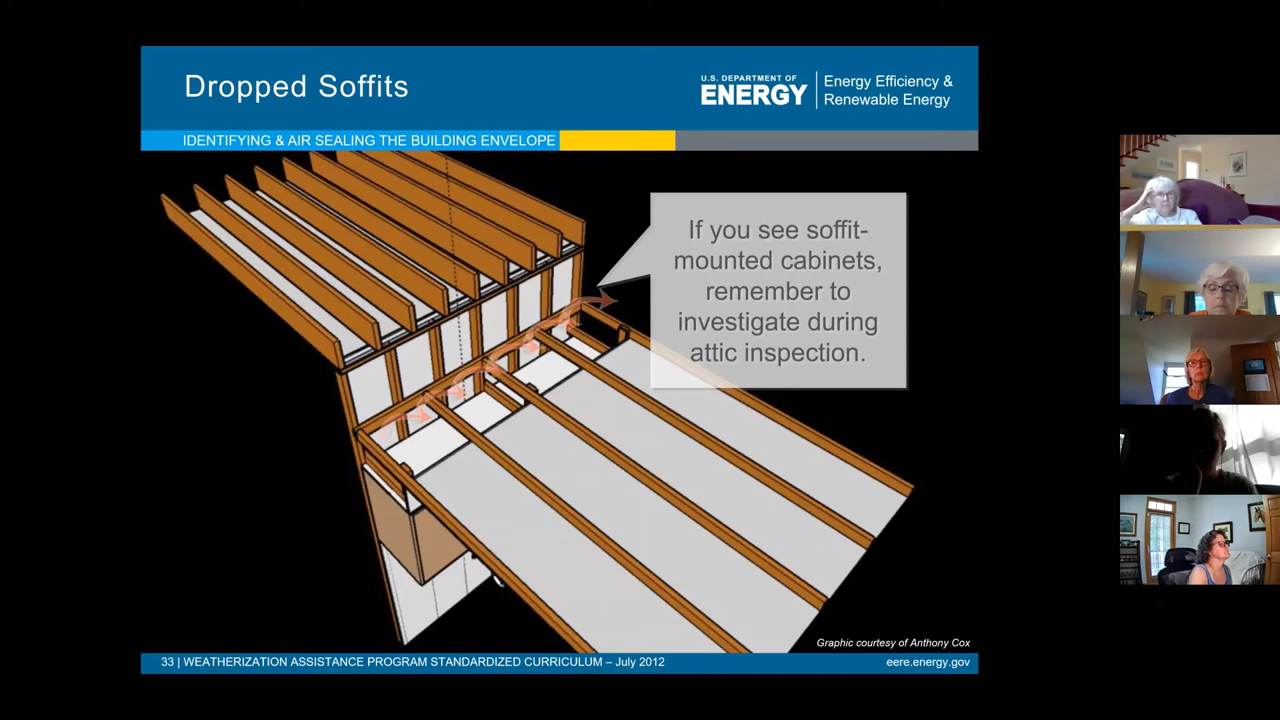 Dropped Soffits
U.S. DEPARTMENT OF
ENERGY
Energy Efficiency &
Renewable Energy
IDENTIFYING & AIR SEALING THE BUILDING ENVELOPE
If you see soffit-
mounted cabinets,
remember to
investigate during
attic inspection.
Graphic courtesy of Anthony Cox
33 | WEATHERIZATION ASSISTANCE PROGRAM STANDARDIZED CURRICULUM – July 2012
eere.energy.gov